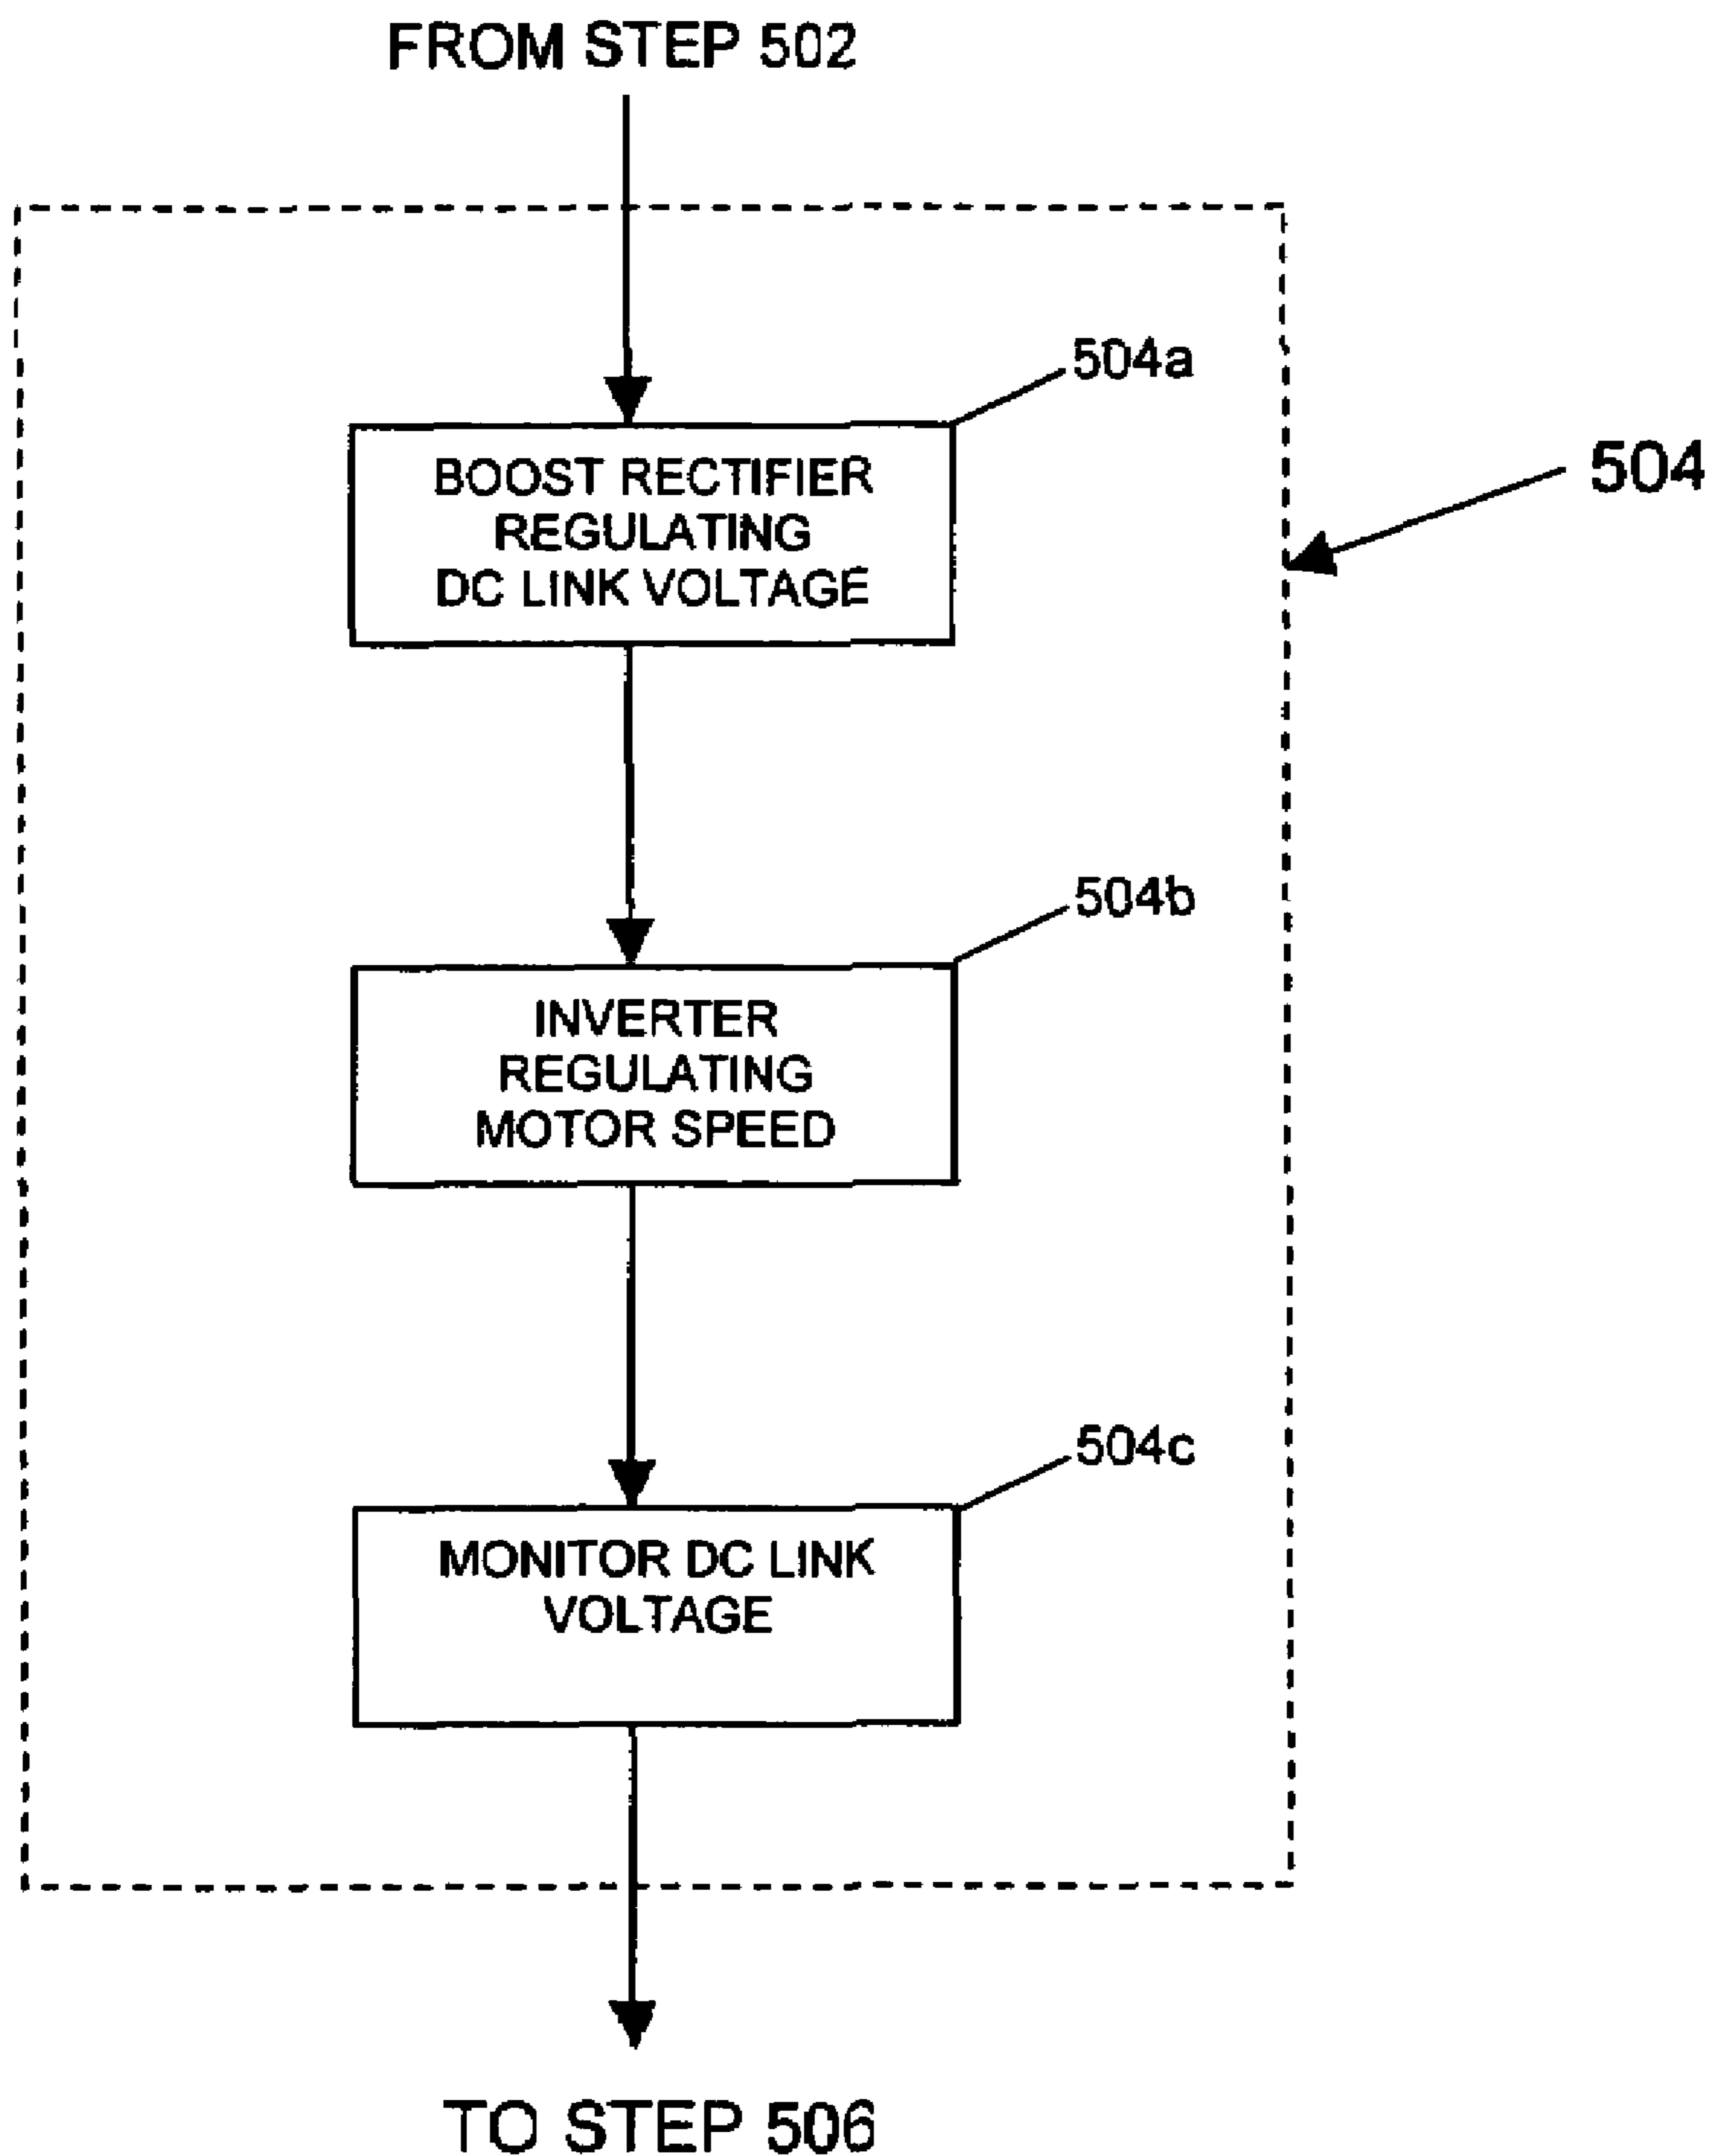 FROM STEP 502
504a
BOOST RECTIFIER
REGULATING
DC LINK VOLTAGE
504
504b
INVERTER
REGULATING
MOTOR SPEED
504c
MONITOR DC LINK
VOLTAGE
TO STEP 506